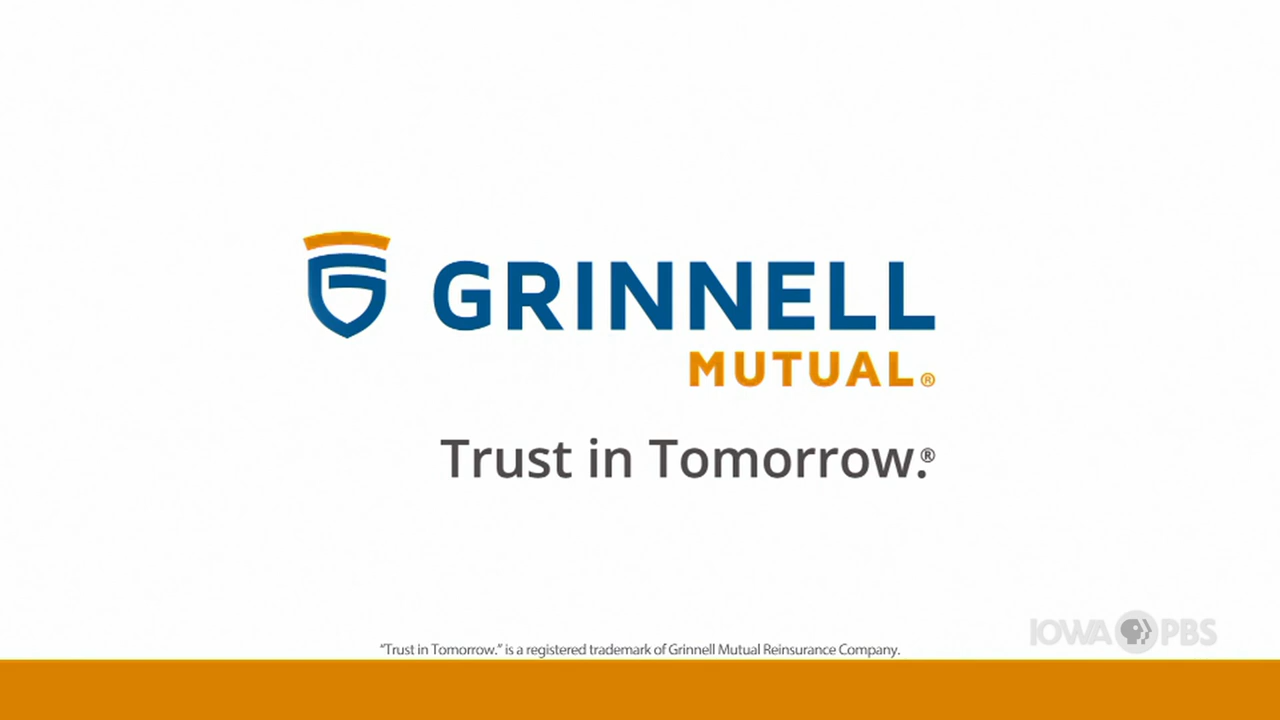 GRINNELL
MUTUAL®
Trust in Tomorrow.®
IOWA PBS
“Trust in Tomorrow.” is a registered trademark of Grinnell Mutual Reinsurance Company.